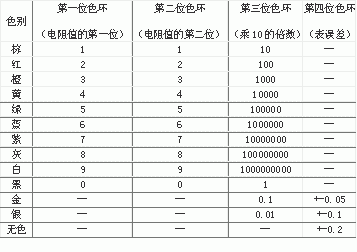 色别 第一位色环 (电阻值的第一位) 第二位色环 (电阻值的第二位) 第三位色环 (乘10的倍数) 第四位色环 (表误差)
棕 1 1 10 —
红 2 2 100 —
橙 3 3 1000 —
黄 4 4 10000 —
绿 5 5 100000 —
蓝 6 6 1000000 —
紫 7 7 10000000 —
灰 8 8 100000000 —
白 9 9 1000000000 —
黑 0 0 1 —
金 — — 0.1 +-0.05
银 — — 0.01 +-0.1
无色 — — — +-0.2